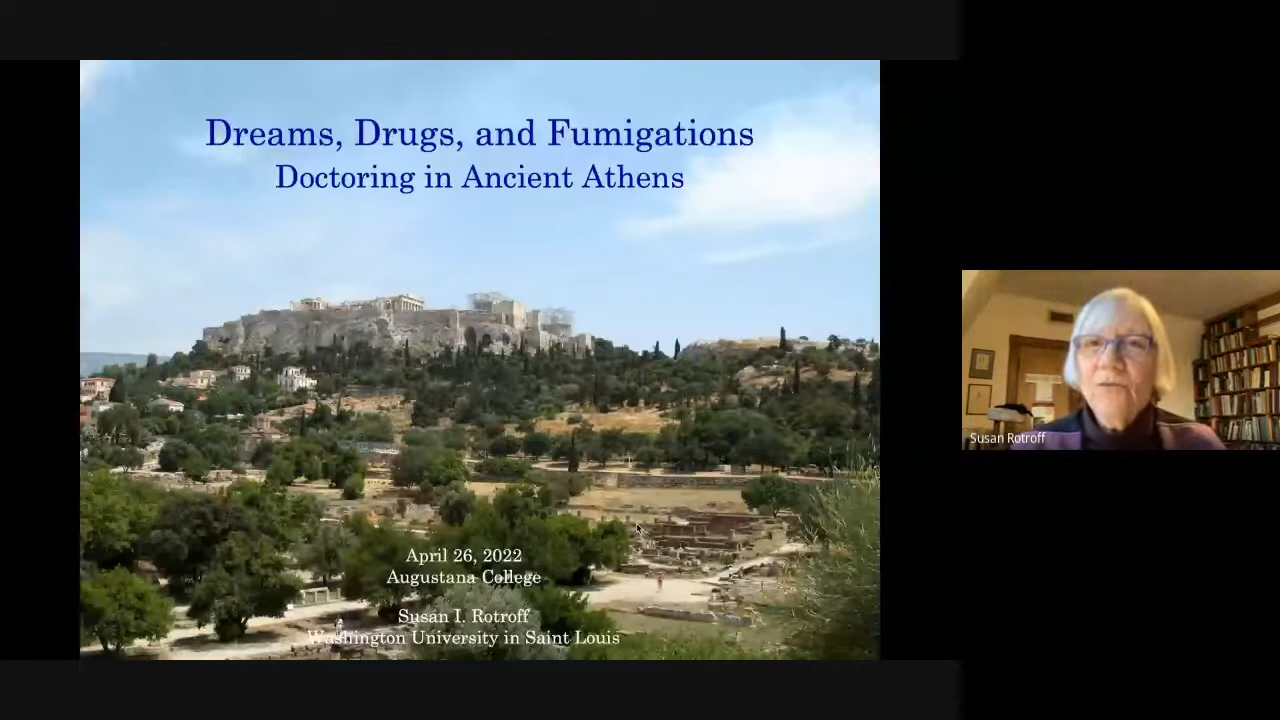 Dreams, Drugs, and Fumigations
Doctoring in Ancient Athens
April 26, 2022
Augustana College
Susan I. Rotroff
Washington University in Saint Louis
Susan Rotroff